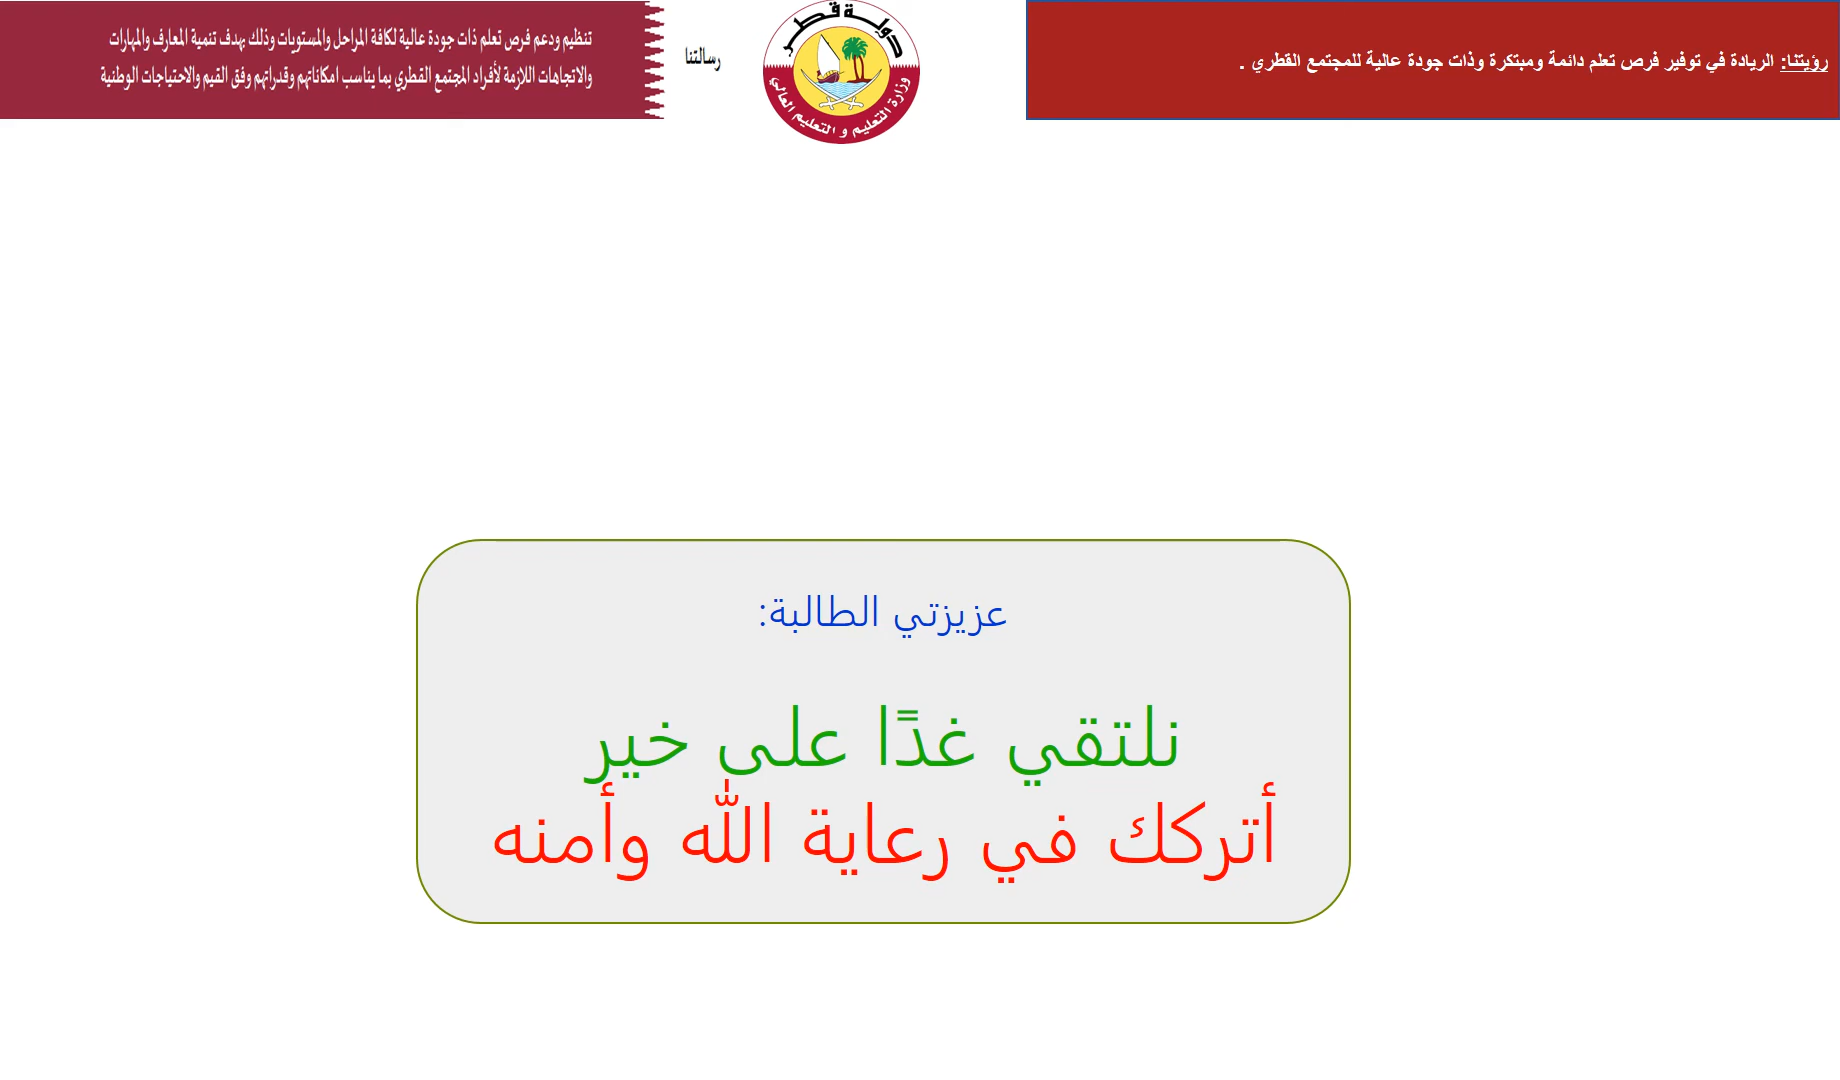 رؤيتنا: الريادة في توفير فرص تعلم دائمة ومبتكرة وذات جودة عالية للمجتمع القطري .
دولة قطر
وزارة التعليم و التعليم العالي
رسالتنا
تنظيم ودعم فرص تعلم ذات جودة عالية لكافة المراحل والمستويات وذلك بهدف تنمية المعارف والمهارات
والاتجاهات اللازمة لأفراد المجتمع القطري بما يناسب امكاناتهم وقدراتهم وفق القيم والاحتياجات الوطنية
عزيزتي الطالبة:
نلتقي غدًا على خير
أتركك في رعاية الله وأمنه